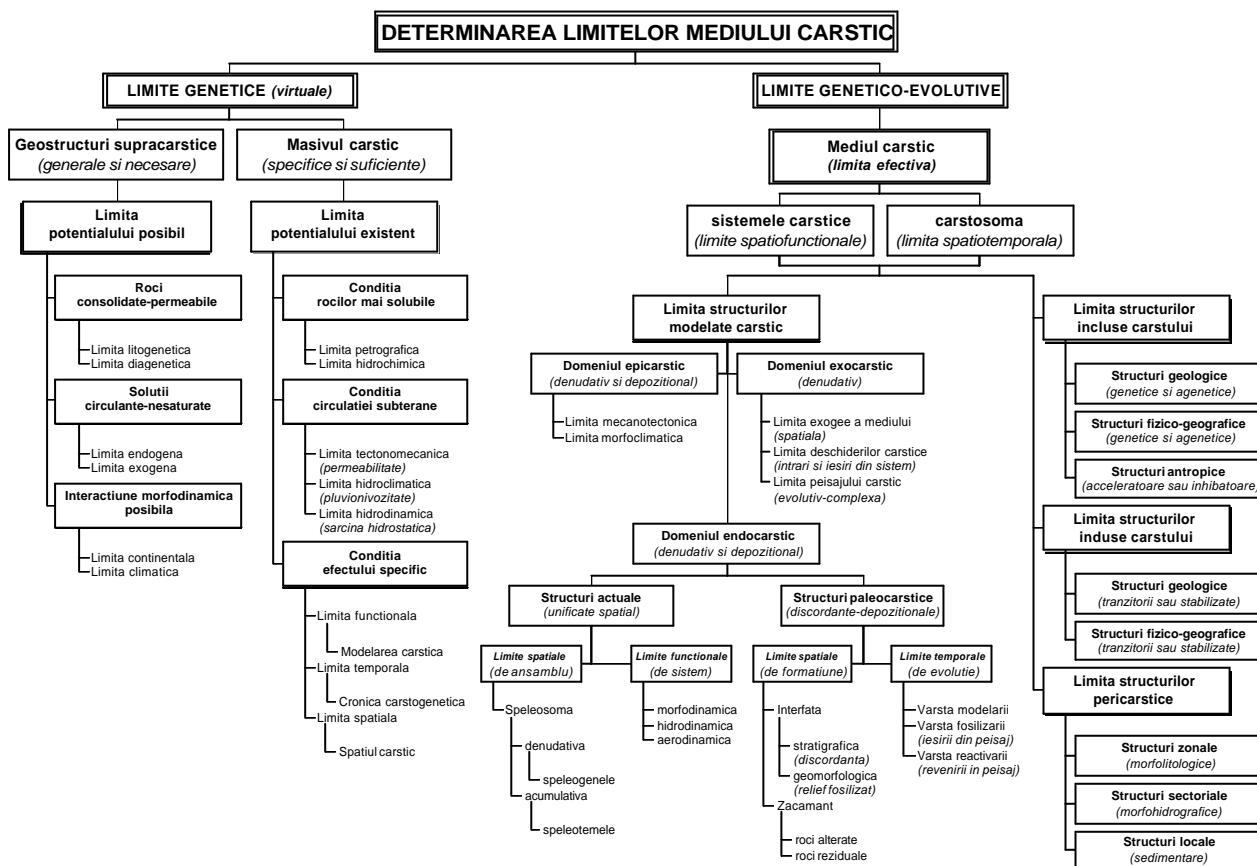 DETERMINAREA LIMITELOR MEDIULUI CARSTIC
LIMITE GENETICE (virtuale)
Geostructuri supracarstice
(generale si necesare)
Limita
potentialului posibil
Roci
consolidate-permeabile
Limita litogenetica
Limita diagenetica
Solutii
circulante-nesaturate
Limita endogena
Limita exogena
Interactiune morfodinamica
posibila
Limita continentala
Limita climatica
Masivul carstic
(specifice si suficiente)
Limita
potentialului existent
Conditia
rocilor mai solubile
Limita petrografica
Limita hidrochimica
Conditia
circulatiei subterane
Limita tectonomecanica
(permeabilitate)
Limita hidroclimatica
(pluvionivozitate)
Limita hidrodinamica
(sarcina hidrostatica)
Conditia
efectului specific
Limita functionala
Modelarea carstica
Limita temporala
Cronica carstogenetica
Limita spatiala
Spatiul carstic
LIMITE GENETICO-EVOLUTIVE
Mediul carstic
(limita efectiva)
sistemele carstice
(limite spatiofunctionale)
carstosoma
(limita spatiotemporala)
Limita structurilor
modelate carstic
Domeniul epicarstic
(denudativ si depozitional)
Limita mecanotectonica
Limita morfoclimatica
Domeniul exocarstic
(denudativ)
Limita exogee a mediului
(spatiala)
Limita deschiderilor carstice
(intrari si iesiri din sistem)
Limita peisajului carstic
(evolutiv-complexa)
Domeniul endocarstic
(denudativ si depozitional)
Structuri actuale
(unificate spatial)
Limite spatiale
(de ansamblu)
Speleosoma
denudativa
speleogenele
acumulativa
speleotemele
Limite functionale
(de sistem)
morfodinamica
hidrodinamica
aerodinamica
Structuri paleocarstice
(discordante-depozitionale)
Limite spatiale
(de formatiune)
Interfata
stratigrafica
(discordanta)
geomorfologica
(relief fosilizat)
Zacamant
roci alterate
roci reziduale
Limite temporale
(de evolutie)
Varsta modelarii
Varsta fosilizarii
(iesirii din peisaj)
Varsta reactivarii
(revenirii in peisaj)
Limita structurilor
incluse carstului
Structuri geologice
(genetice si agenetice)
Structuri fizico-geografice
(genetice si agenetice)
Structuri antropice
(acceleratoare sau inhibatoare)
Limita structurilor
induse carstului
Structuri geologice
(tranzitorii sau stabilizate)
Structuri fizico-geografice
(tranzitorii sau stabilizate)
Limita structurilor
pericarstice
Structuri zonale
(morfolitologice)
Structuri sectoriale
(morfohidrografice)
Structuri locale
(sedimentare)